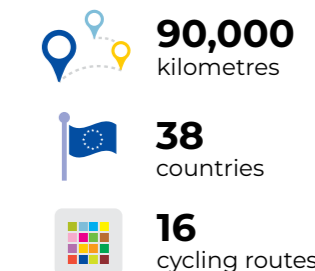 90,000
kilometres
38
countries
16
cycling routes